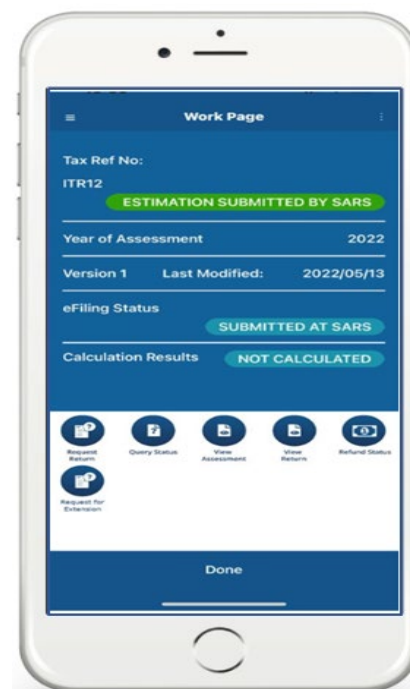 Work Page
Tax Ref No:
ITR12
ESTIMATION SUBMITTED BY SARS
Year of Assessment 2022
Version 1 Last Modified: 2022/05/13
eFiling Status
SUBMITTED AT SARS
Calculation Results NOT CALCULATED
Request Return
Query Status
View Assessment
View Return
Refund Status
Request for Extension
Done